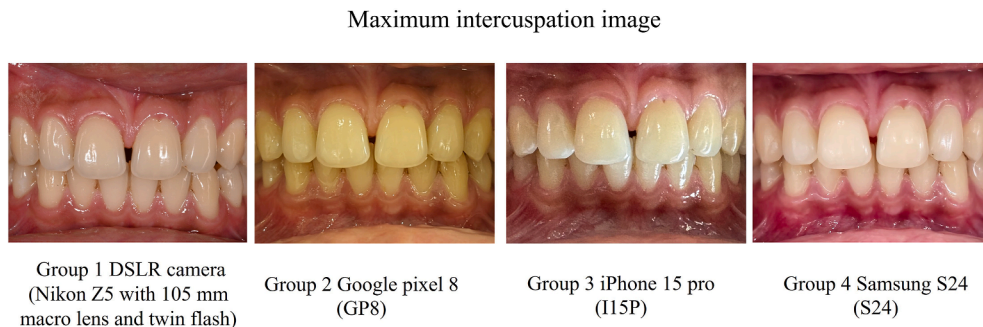 Maximum intercuspation image
Group 1 DSLR camera
(Nikon Z5 with 105 mm
macro lens and twin flash)
Group 2 Google pixel 8
(GP8)
Group 3 iPhone 15 pro
(I15P)
Group 4 Samsung S24
(S24)